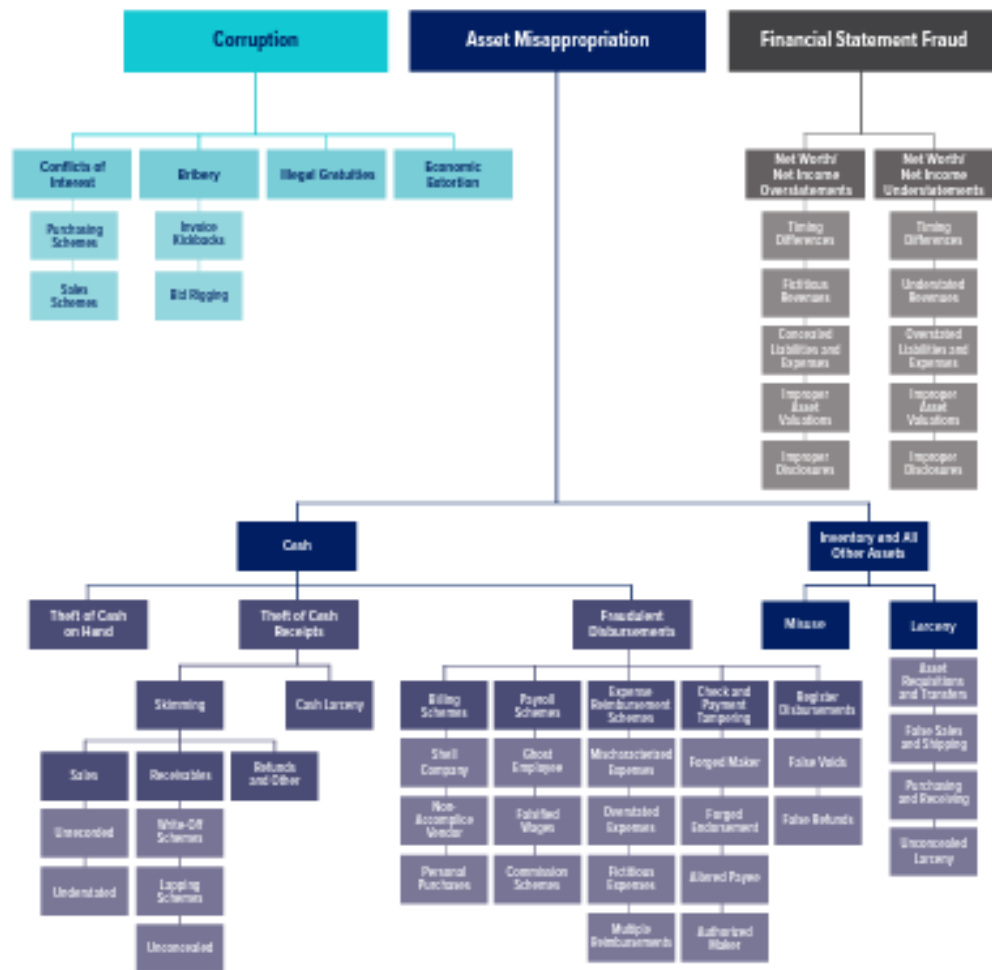 Corruption
Asset Misappropriation
Financial Statement Fraud
Conflicts of
Interest
Bribery
Illegal Gratuities
Economic
Extortion
Net Worth/
Net Income
Overstatements
Net Worth/
Net Income
Understatements
Purchasing
Schemes
Invoice
Kickbacks
Sales
Schemes
Bid Rigging
Timing
Differences
Timing
Differences
Fictitious
Revenues
Understated
Revenues
Concealed
Liabilities and
Expenses
Overstated
Liabilities and
Expenses
Improper
Asset
Valuations
Improper
Asset
Valuations
Improper
Disclosures
Improper
Disclosures
Cash
Inventory and All
Other Assets
Theft of Cash
on Hand
Theft of Cash
Receipts
Fraudulent
Disbursements
Misuse
Larceny
Skimming
Cash Larceny
Billing
Schemes
Payroll
Schemes
Expense
Reimbursement
Schemes
Check and
Payment
Tampering
Register
Disbursements
Asset
Requisitions
and Transfers
False Sales
and Shipping
Purchasing
and Receiving
Unconcealed
Larceny
Sales
Receivables
Refunds
and Other
Unrecorded
Write-Off
Schemes
Understated
Lapping
Schemes
Unconcealed
Shell
Company
Ghost
Employee
Mischaracterized
Expenses
Forged Maker
False Voids
Non-
Accomplice
Vendor
Falsified
Wages
Overstated
Expenses
Forged
Endorsement
False Refunds
Personal
Purchases
Commission
Schemes
Fictitious
Expenses
Altered Payee
Multiple
Reimbursements
Authorized
Maker